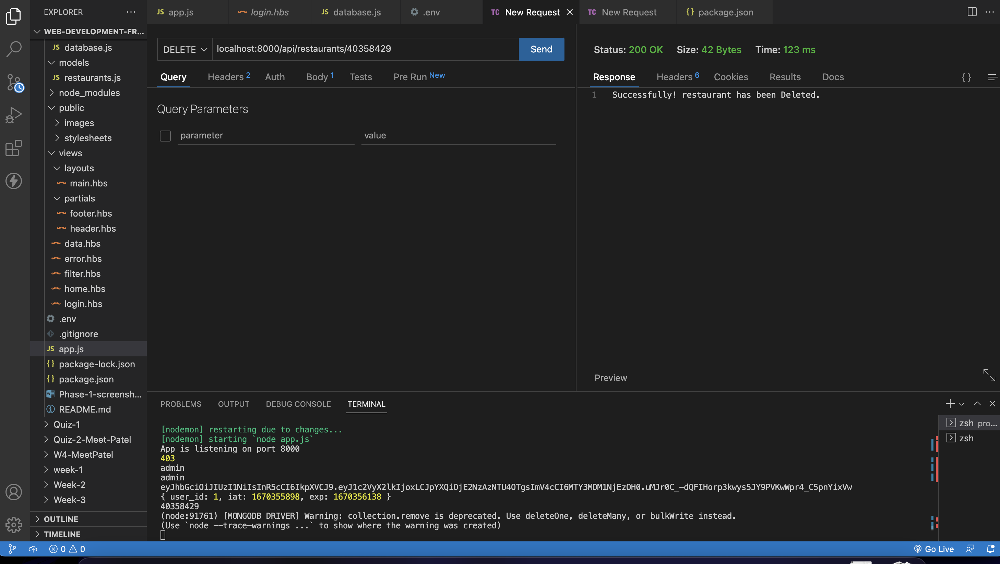 EXPLORER
WEB-DEVELOPMENT-FR...
JS database.js
models
JS restaurants.js
node_modules
public
images
stylesheets
views
layouts
main.hbs
partials
footer.hbs
header.hbs
data.hbs
error.hbs
filter.hbs
home.hbs
login.hbs
.env
.gitignore
JS app.js
{} package-lock.json
{} package.json
Phase-1-screensh...
README.md
Quiz-1
Quiz-2-Meet-Patel
W4-MeetPatel
week-1
Week-2
Week-3
OUTLINE
TIMELINE
JS app.js login.hbs JS database.js .env TC New Request TC New Request {} package.json
DELETE localhost:8000/api/restaurants/40358429 Send
Query Headers 2 Auth Body 1 Tests Pre Run New
Query Parameters
parameter value
Status: 200 OK Size: 42 Bytes Time: 123 ms
Response Headers 6 Cookies Results Docs {}
1 Successfully! restaurant has been Deleted.
Preview
PROBLEMS OUTPUT DEBUG CONSOLE TERMINAL
[nodemon] restarting due to changes...
[nodemon] starting `node app.js`
App is listening on port 8000
403
admin
admin
eyJhbGciOiJIUzI1NiIsInR5cCI6IkpXVCJ9.eyJ1c2VyX2lkIjoxLCJpYXQiOjE2NzAzNTU4OTgsImV4cCI6MTY3MDM1NjEzOH0.uMJr0C_-dQFIHorp3kwys5JY9PVKwWpr4_C5pnYixVw
{ user_id: 1, iat: 1670355898, exp: 1670356138 }
40358429
(node:91761) [MONGODB DRIVER] Warning: collection.remove is deprecated. Use deleteOne, deleteMany, or bulkWrite instead.
(Use `node --trace-warnings ...` to show where the warning was created)
zsh pro...
zsh
0 0 Go Live